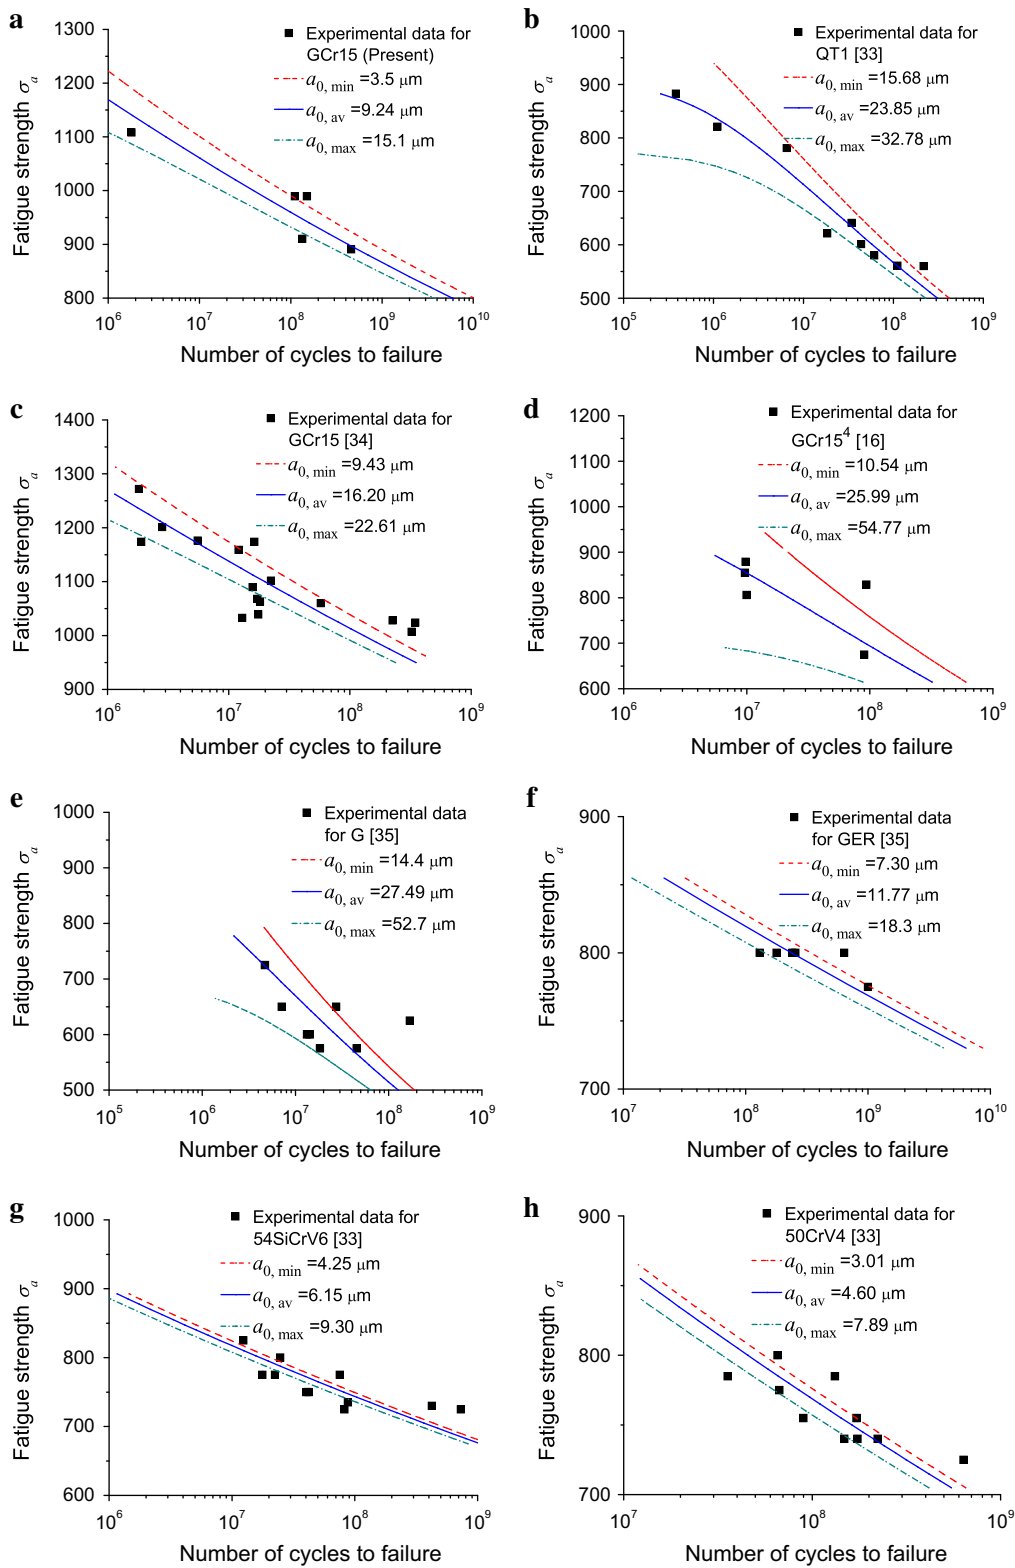 a
1300
1200
1100
1000
900
800
Fatigue strength σa
Experimental data for
GCr15 (Present)
a0, min =3.5 μm
a0, av =9.24 μm
a0, max =15.1 μm
10^6 10^7 10^8 10^9 10^10
Number of cycles to failure
b
1000
900
800
700
600
500
Fatigue strength σa
Experimental data for
QT1 [33]
a0, min =15.68 μm
a0, av =23.85 μm
a0, max =32.78 μm
10^5 10^6 10^7 10^8 10^9
Number of cycles to failure
c
1400
1300
1200
1100
1000
900
Fatigue strength σa
Experimental data for
GCr15 [34]
a0, min =9.43 μm
a0, av =16.20 μm
a0, max =22.61 μm
10^6 10^7 10^8 10^9
Number of cycles to failure
d
1200
1100
1000
900
800
700
600
Fatigue strength σa
Experimental data for
GCr15^4 [16]
a0, min =10.54 μm
a0, av =25.99 μm
a0, max =54.77 μm
10^6 10^7 10^8 10^9
Number of cycles to failure
e
1000
900
800
700
600
500
Fatigue strength σa
Experimental data
for G [35]
a0, min =14.4 μm
a0, av =27.49 μm
a0, max =52.7 μm
10^5 10^6 10^7 10^8 10^9
Number of cycles to failure
f
900
800
700
Fatigue strength σa
Experimental data
for GER [35]
a0, min =7.30 μm
a0, av =11.77 μm
a0, max =18.3 μm
10^7 10^8 10^9 10^10
Number of cycles to failure
g
1000
900
800
700
600
Fatigue strength σa
Experimental data for
54SiCrV6 [33]
a0, min =4.25 μm
a0, av =6.15 μm
a0, max =9.30 μm
10^6 10^7 10^8 10^9
Number of cycles to failure
h
900
800
700
Fatigue strength σa
Experimental data for
50CrV4 [33]
a0, min =3.01 μm
a0, av =4.60 μm
a0, max =7.89 μm
10^7 10^8 10^9
Number of cycles to failure